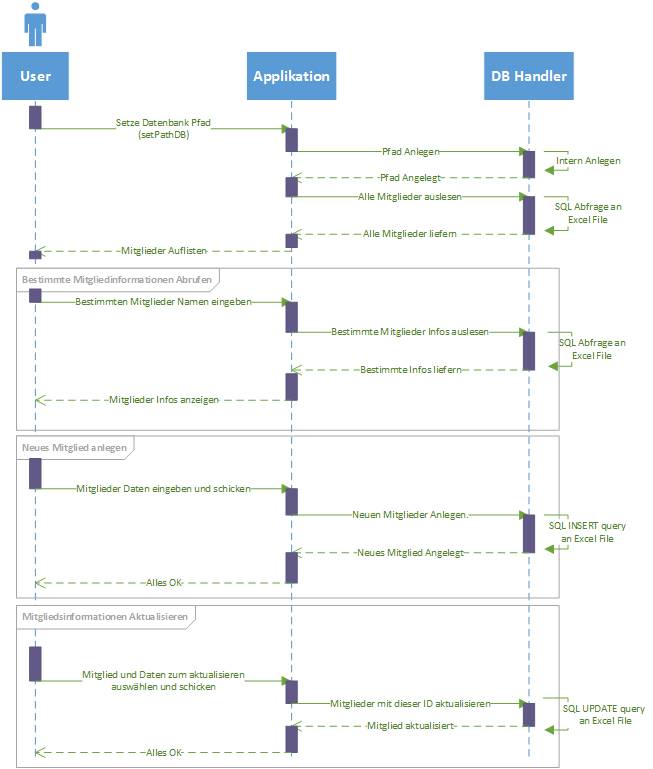 User
Applikation
DB Handler
Setze Datenbank Pfad
(setPathDB)
Pfad Anlegen
Intern Anlegen
Pfad Angelegt
Alle Mitglieder auslesen
SQL Abfrage an
Excel File
Alle Mitglieder liefern
Mitglieder Auflisten
Bestimmte Mitgliedinformationen Abrufen
Bestimmten Mitglieder Namen eingeben
Bestimmte Mitglieder Infos auslesen
SQL Abfrage an
Excel File
Bestimmte Infos liefern
Mitglieder Infos anzeigen
Neues Mitglied anlegen
Mitglieder Daten eingeben und schicken
Neuen Mitglieder Anlegen.
SQL INSERT query
an Excel File
Neues Mitglied Angelegt
Alles OK
Mitgliedsinformationen Aktualisieren
Mitglied und Daten zum aktualisieren
auswählen und schicken
Mitglieder mit dieser ID aktualisieren
SQL UPDATE query
an Excel File
Mitglied aktualisiert
Alles OK